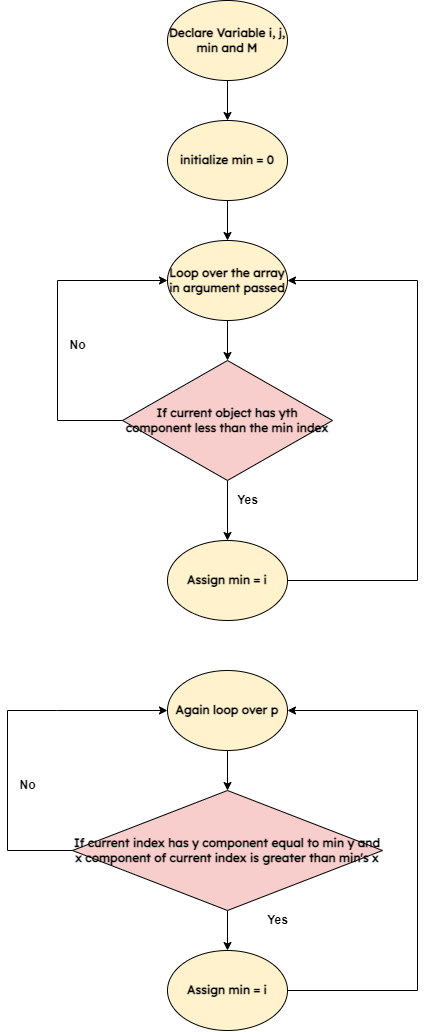 Declare Variable i, j,
min and M
initialize min = 0
Loop over the array
in argument passed
No
If current object has yth
component less than the min index
Yes
Assign min = i
Again loop over p
No
If current index has y component equal to min y and
x component of current index is greater than min's x
Yes
Assign min = i